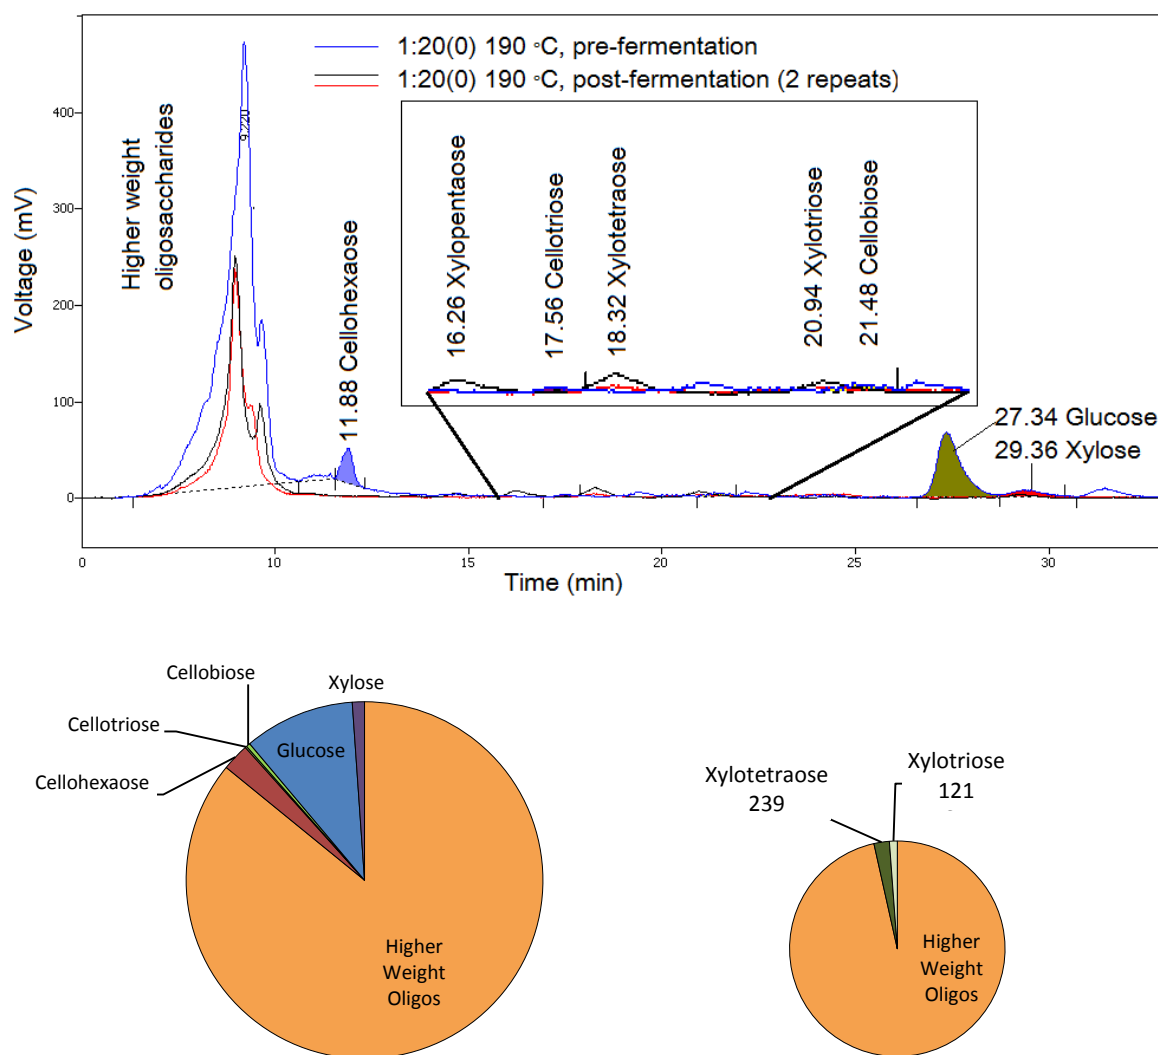 1:20(0) 190 °C, pre-fermentation
1:20(0) 190 °C, post-fermentation (2 repeats)
Voltage (mV)
400
300
200
100
0
Higher weight
oligosaccharides
9.220
11.88 Cellohexaose
16.26 Xylopentaose
17.56 Cellotriose
18.32 Xylotetraose
20.94 Xylotriose
21.48 Cellobiose
27.34 Glucose
29.36 Xylose
0
10
15
20
25
30
Time (min)
Cellobiose
Xylose
Cellotriose
Glucose
Cellohexaose
Higher
Weight
Oligos
Xylotetraose
239
Xylotriose
121
Higher
Weight
Oligos